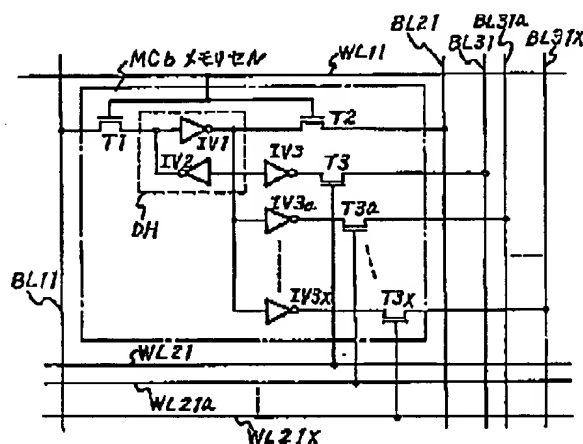 BL21
BL31
BL31a
BL31x
MCb メモリセル
WL11
T1
IV1
T2
IV2
IV3
T3
DH
IV3a
T3a
BL11
IV3x
T3x
WL21
WL21a
WL21x